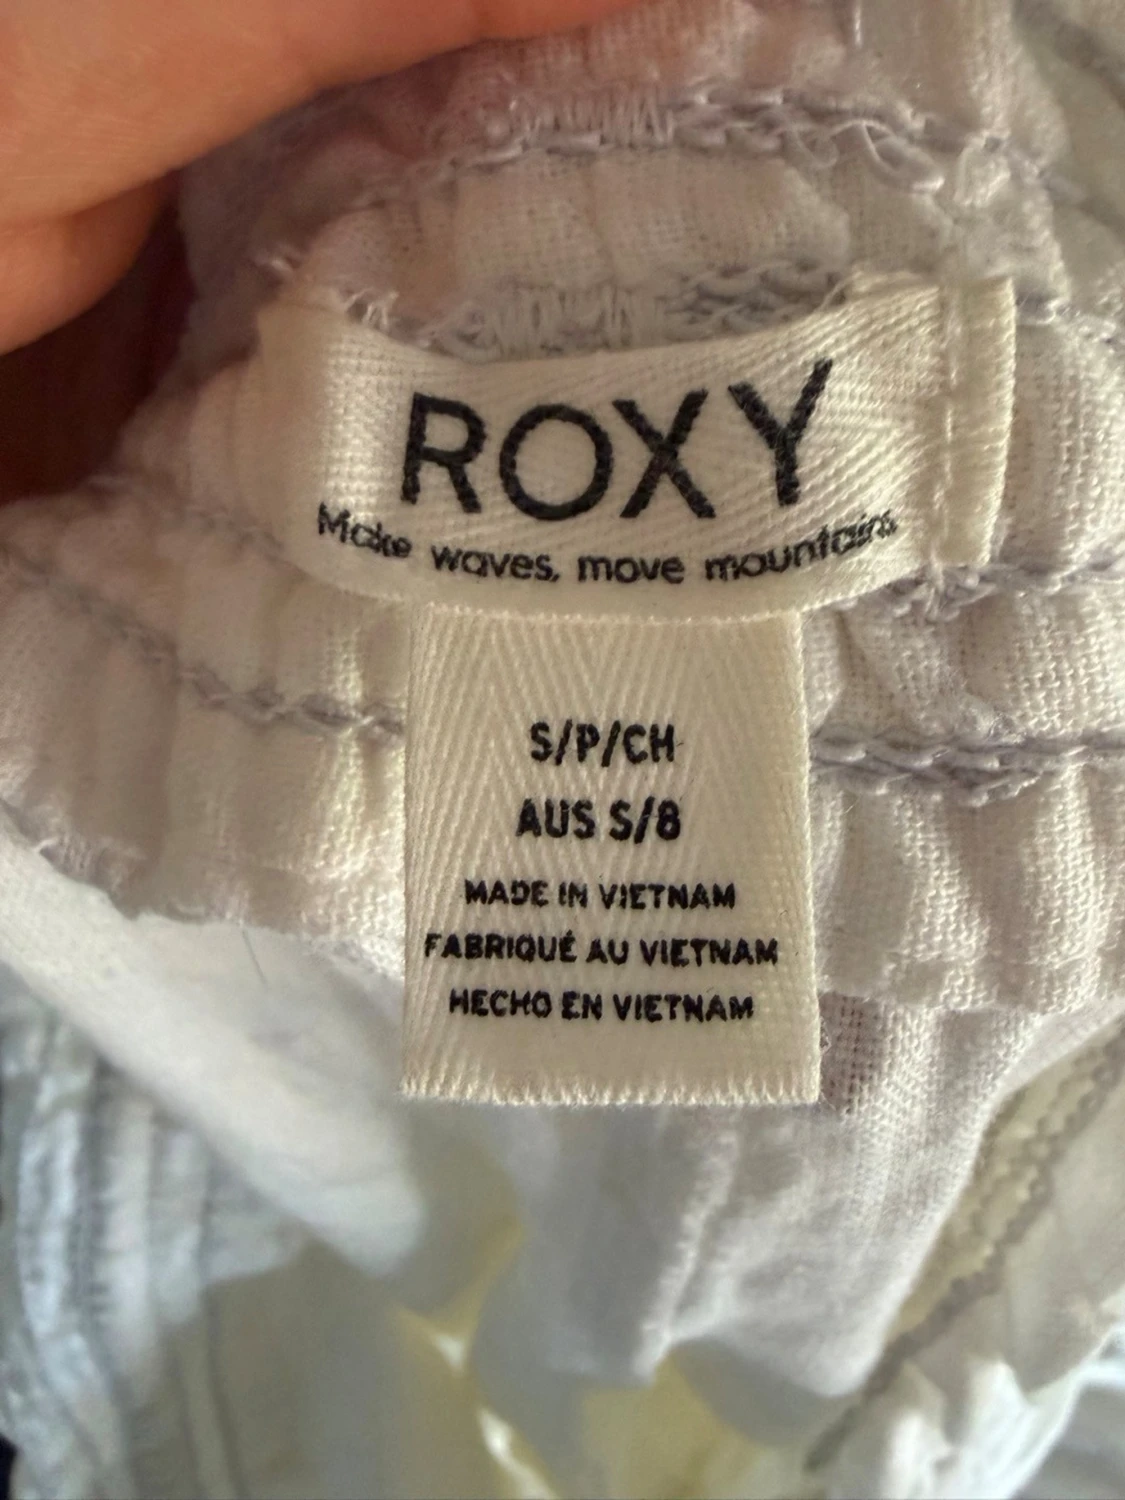 ROXY
Make waves, move mountains
S/P/CH
AUS S/8
MADE IN VIETNAM
FABRIQUÉ AU VIETNAM
HECHO EN VIETNAM